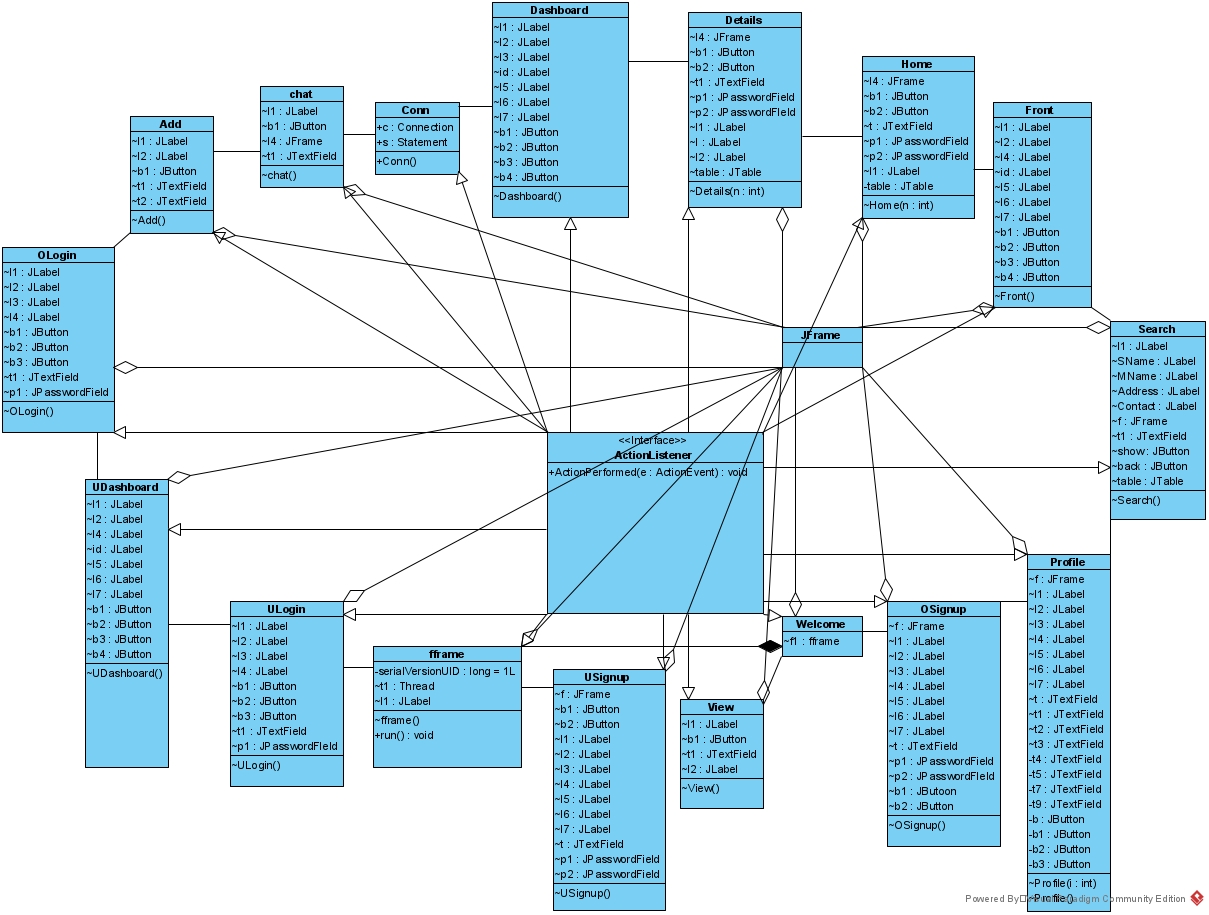 Dashboard
~l1 : JLabel
~l2 : JLabel
~l3 : JLabel
~id : JLabel
~l5 : JLabel
~l6 : JLabel
~l7 : JLabel
~b1 : JButton
~b2 : JButton
~b3 : JButton
~b4 : JButton
~Dashboard()
Details
~l4 : JFrame
~b1 : JButton
~b2 : JButton
~t1 : JTextField
~p1 : JPasswordField
~p2 : JPasswordField
~l1 : JLabel
~l : JLabel
~l2 : JLabel
~table : JTable
~Details(n : int)
Home
~l4 : JFrame
~b1 : JButton
~b2 : JButton
~t : JTextField
~p1 : JPasswordField
~p2 : JPasswordField
~l1 : JLabel
-table : JTable
~Home(n : int)
Front
~l1 : JLabel
~l2 : JLabel
~l4 : JLabel
~id : JLabel
~l5 : JLabel
~l6 : JLabel
~l7 : JLabel
~b1 : JButton
~b2 : JButton
~b3 : JButton
~b4 : JButton
~Front()
chat
~l1 : JLabel
~b1 : JButton
~l4 : JFrame
~t1 : JTextField
~chat()
Conn
+c : Connection
+s : Statement
+Conn()
Add
~l1 : JLabel
~l2 : JLabel
~b1 : JButton
~t1 : JTextField
~t2 : JTextField
~Add()
OLogin
~l1 : JLabel
~l2 : JLabel
~l3 : JLabel
~l4 : JLabel
~b1 : JButton
~b2 : JButton
~b3 : JButton
~t1 : JTextField
~p1 : JPasswordField
~OLogin()
JFrame
Search
~l1 : JLabel
~SName : JLabel
~MName : JLabel
~Address : JLabel
~Contact : JLabel
~f : JFrame
~t1 : JTextField
~show : JButton
~back : JButton
~table : JTable
~Search()
<<Interface>>
ActionListener
+ActionPerformed(e : ActionEvent) : void
UDashboard
~l1 : JLabel
~l2 : JLabel
~l4 : JLabel
~id : JLabel
~l5 : JLabel
~l6 : JLabel
~l7 : JLabel
~b1 : JButton
~b2 : JButton
~b3 : JButton
~b4 : JButton
~UDashboard()
ULogin
~l1 : JLabel
~l2 : JLabel
~l3 : JLabel
~l4 : JLabel
~b1 : JButton
~b2 : JButton
~b3 : JButton
~t1 : JTextField
~p1 : JPasswordFIeld
~ULogin()
fframe
-serialVersionUID : long = 1L
~t1 : Thread
~l1 : JLabel
~fframe()
+run() : void
USignup
~f : JFrame
~b1 : JButton
~b2 : JButton
~l1 : JLabel
~l2 : JLabel
~l3 : JLabel
~l4 : JLabel
~l5 : JLabel
~l6 : JLabel
~l7 : JLabel
~t : JTextField
~p1 : JPasswordField
~p2 : JPasswordField
~USignup()
View
~l1 : JLabel
~b1 : JButton
~t1 : JTextField
~l2 : JLabel
~View()
Welcome
~f1 : fframe
OSignup
~f : JFrame
~l1 : JLabel
~l2 : JLabel
~l3 : JLabel
~l4 : JLabel
~l5 : JLabel
~l6 : JLabel
~l7 : JLabel
~t : JTextField
~p1 : JPasswordField
~p2 : JPasswordField
~b1 : JButoon
~b2 : JButton
~OSignup()
Profile
~f : JFrame
~l1 : JLabel
~l2 : JLabel
~l3 : JLabel
~l4 : JLabel
~l5 : JLabel
~l6 : JLabel
~l7 : JLabel
~t : JTextField
~t1 : JTextField
~t2 : JTextField
~t3 : JTextField
-t4 : JTextField
-t5 : JTextField
-t7 : JTextField
-t9 : JTextField
-b : JButton
-b1 : JButton
-b2 : JButton
-b3 : JButton
~Profile(i : int)
Powered By Community Edition